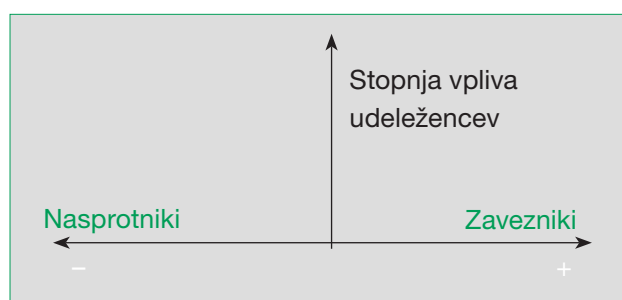 Stopnja vpliva
udeležencev
Nasprotniki
Zavezniki
–
+